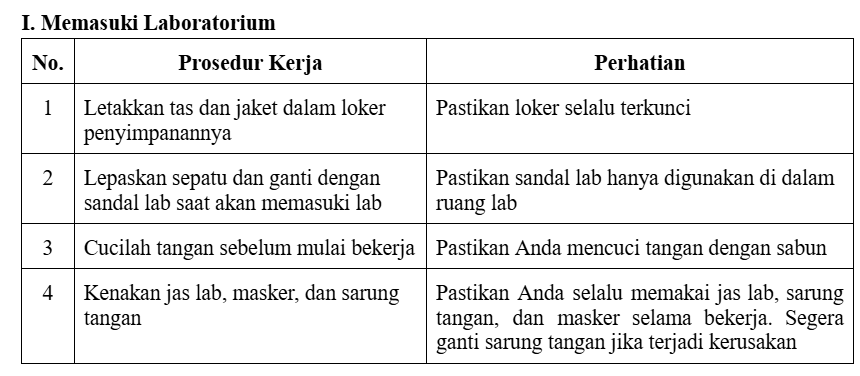 I. Memasuki Laboratorium
No. Prosedur Kerja Perhatian
1 Letakkan tas dan jaket dalam loker Pastikan loker selalu terkunci
penyimpanannya
2 Lepaskan sepatu dan ganti dengan Pastikan sandal lab hanya digunakan di dalam
sandal lab saat akan memasuki lab ruang lab
3 Cucilah tangan sebelum mulai bekerja Pastikan Anda mencuci tangan dengan sabun
4 Kenakan jas lab, masker, dan sarung Pastikan Anda selalu memakai jas lab, sarung
tangan tangan, dan masker selama bekerja. Segera
ganti sarung tangan jika terjadi kerusakan